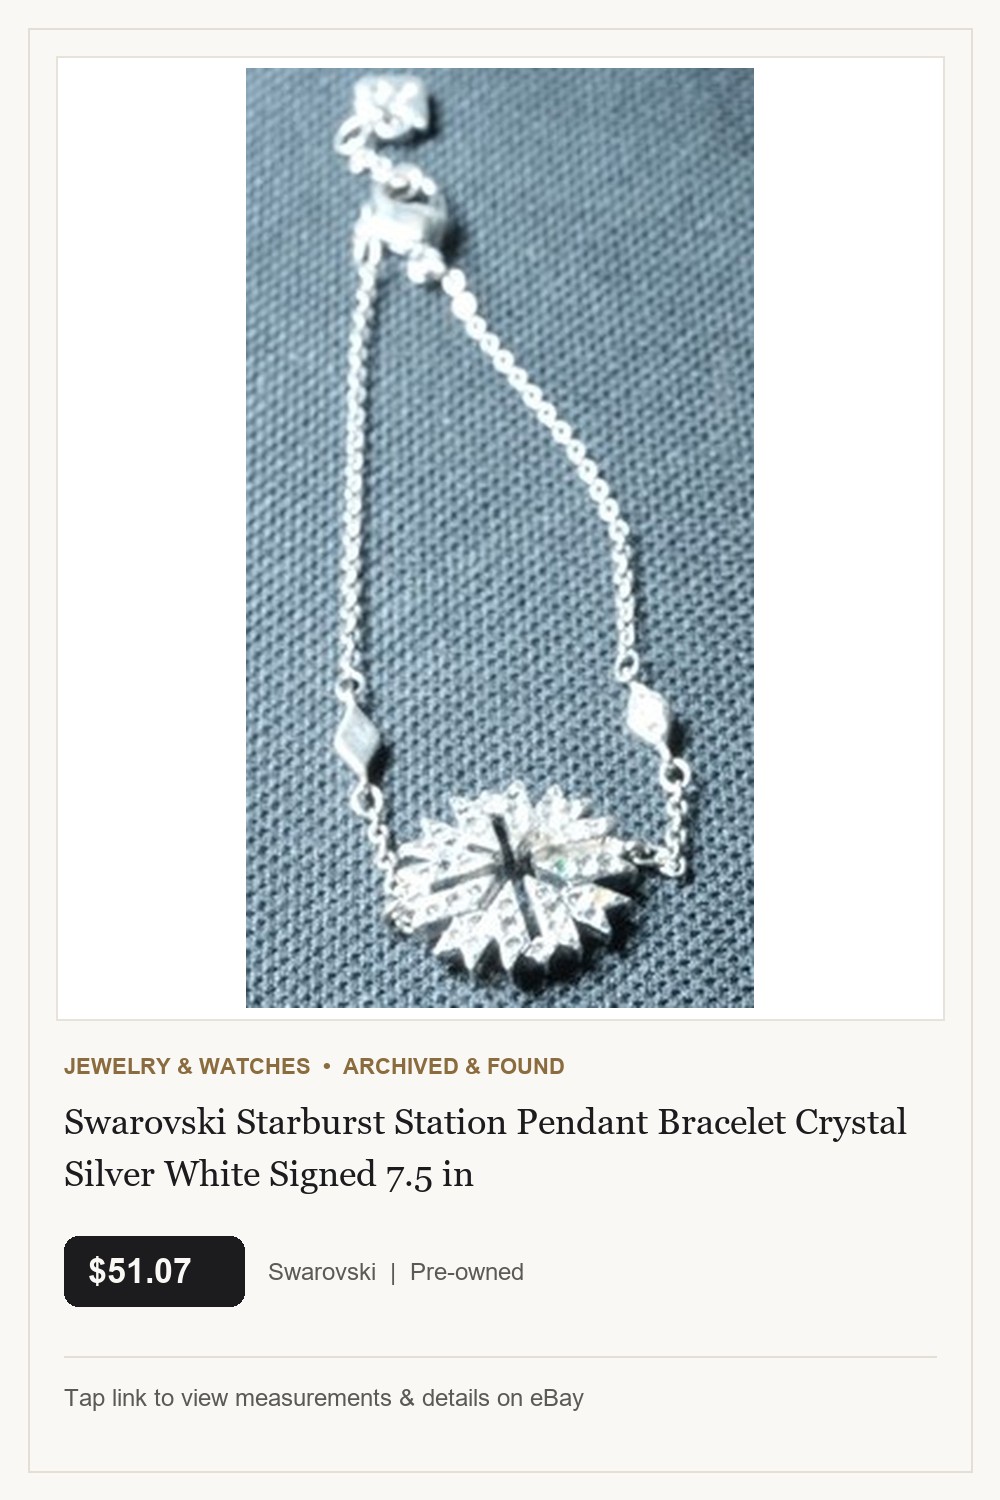 JEWELRY & WATCHES • ARCHIVED & FOUND
Swarovski Starburst Station Pendant Bracelet Crystal
Silver White Signed 7.5 in
$51.07
Swarovski | Pre-owned
Tap link to view measurements & details on eBay